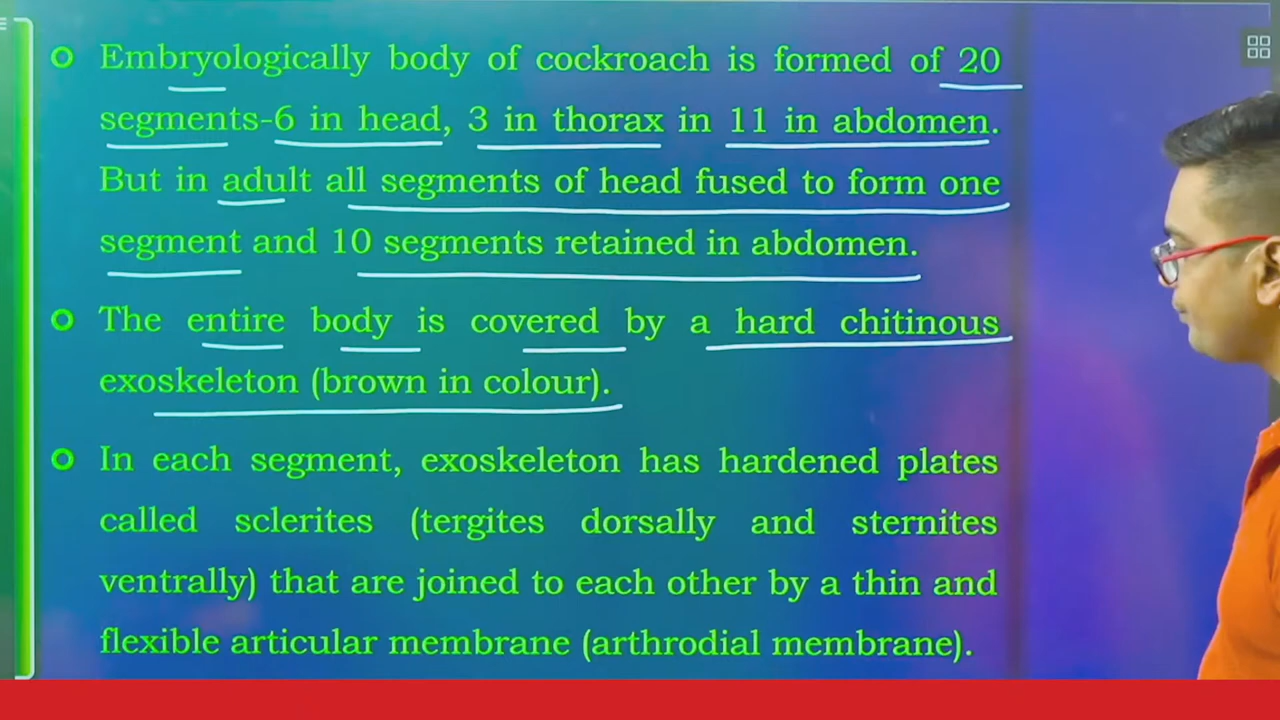 Embryologically body of cockroach is formed of 20
segments-6 in head, 3 in thorax in 11 in abdomen.
But in adult all segments of head fused to form one
segment and 10 segments retained in abdomen.
The entire body is covered by a hard chitinous
exoskeleton (brown in colour).
In each segment, exoskeleton has hardened plates
called sclerites (tergites dorsally and sternites
ventrally) that are joined to each other by a thin and
flexible articular membrane (arthrodial membrane).